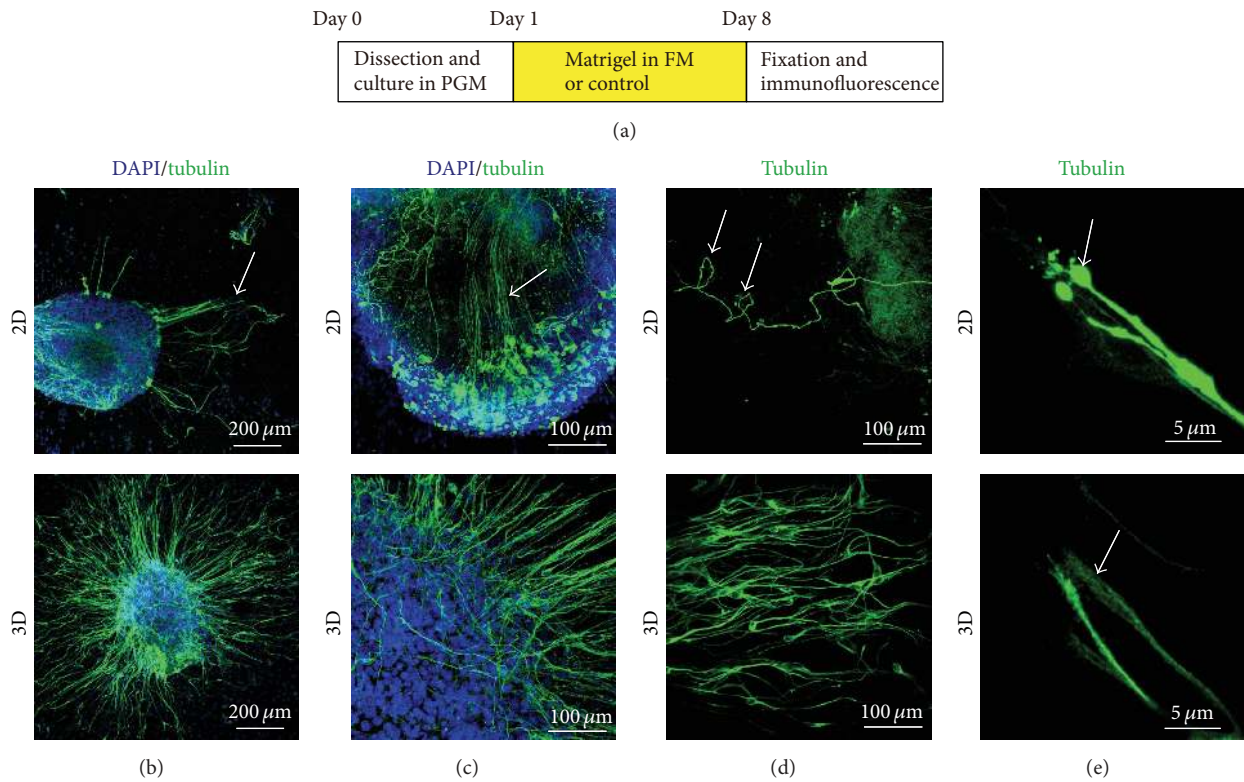 Day 0 Day 1 Day 8
Dissection and
culture in PGM
Matrigel in FM
or control
Fixation and
immunofluorescence
(a)
DAPI/tubulin DAPI/tubulin Tubulin Tubulin
2D 200 μm 2D 100 μm 2D 100 μm 2D 5 μm
3D 200 μm 3D 100 μm 3D 100 μm 3D 5 μm
(b) (c) (d) (e)